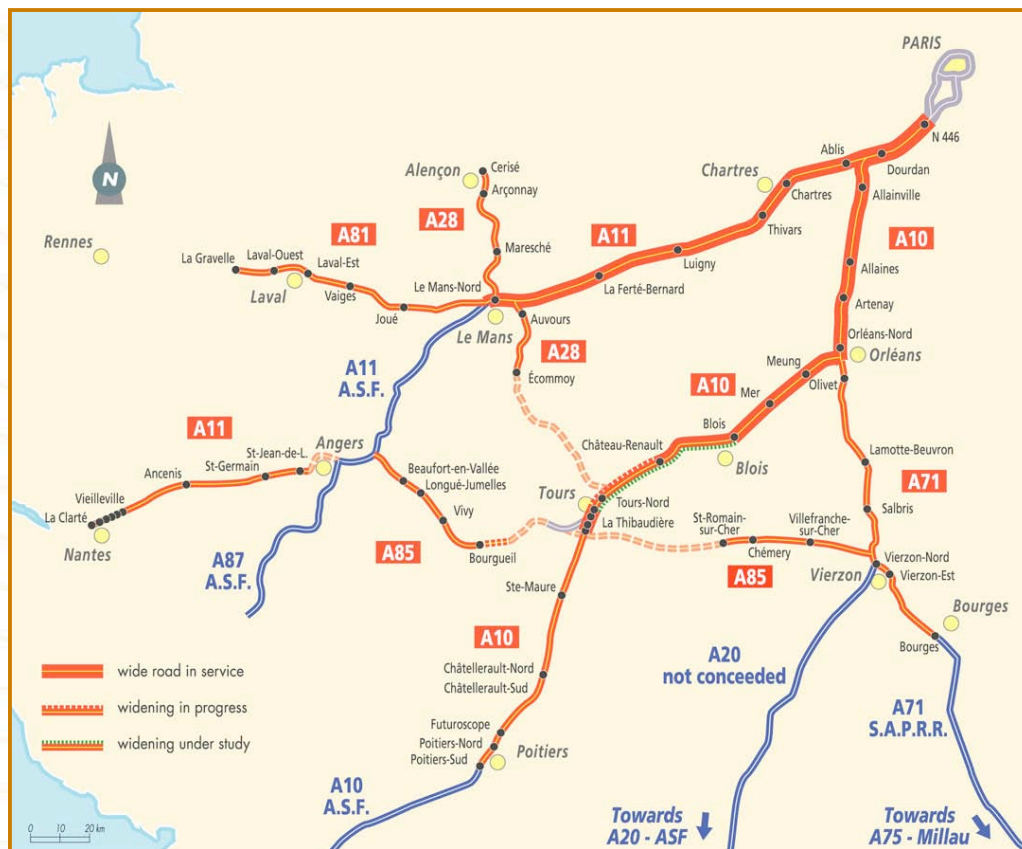 PARIS
N 446
Ablis
Dourdan
Cerisé
Alençon
Arçonnay
Chartres
Chartres
Allainville
N
A28
A81
A11
Thivars
A10
Rennes
La Gravelle
Laval-Ouest
Laval-Est
Maresché
Luigny
Allaines
Laval
Vaiges
Le Mans-Nord
La Ferté-Bernard
Artenay
Joué
Le Mans
Auvours
Orléans-Nord
A28
Orléans
A11
A.S.F.
Écommoy
Meung
Olivet
A10
Mer
A11
Blois
Angers
St-Jean-de-L.
Château-Renault
Lamotte-Beuvron
St-Germain
Blois
Ancenis
Beaufort-en-Vallée
Longué-Jumelles
A71
Vieilleville
Tours
Tours-Nord
La Clarté
Vivy
La Thibaudière
St-Romain-
sur-Cher
Villefranche-
sur-Cher
Salbris
Nantes
A85
Bourgueil
Chémery
Vierzon-Nord
A87
A.S.F.
A85
Vierzon
Vierzon-Est
Ste-Maure
Bourges
A10
Bourges
A20
not conceeded
wide road in service
Châtellerault-Nord
Châtellerault-Sud
widening in progress
A71
S.A.P.R.R.
Futuroscope
widening under study
Poitiers-Nord
Poitiers
Poitiers-Sud
A10
A.S.F.
Towards
A20 - ASF
Towards
A75 - Millau
0 10 20 km